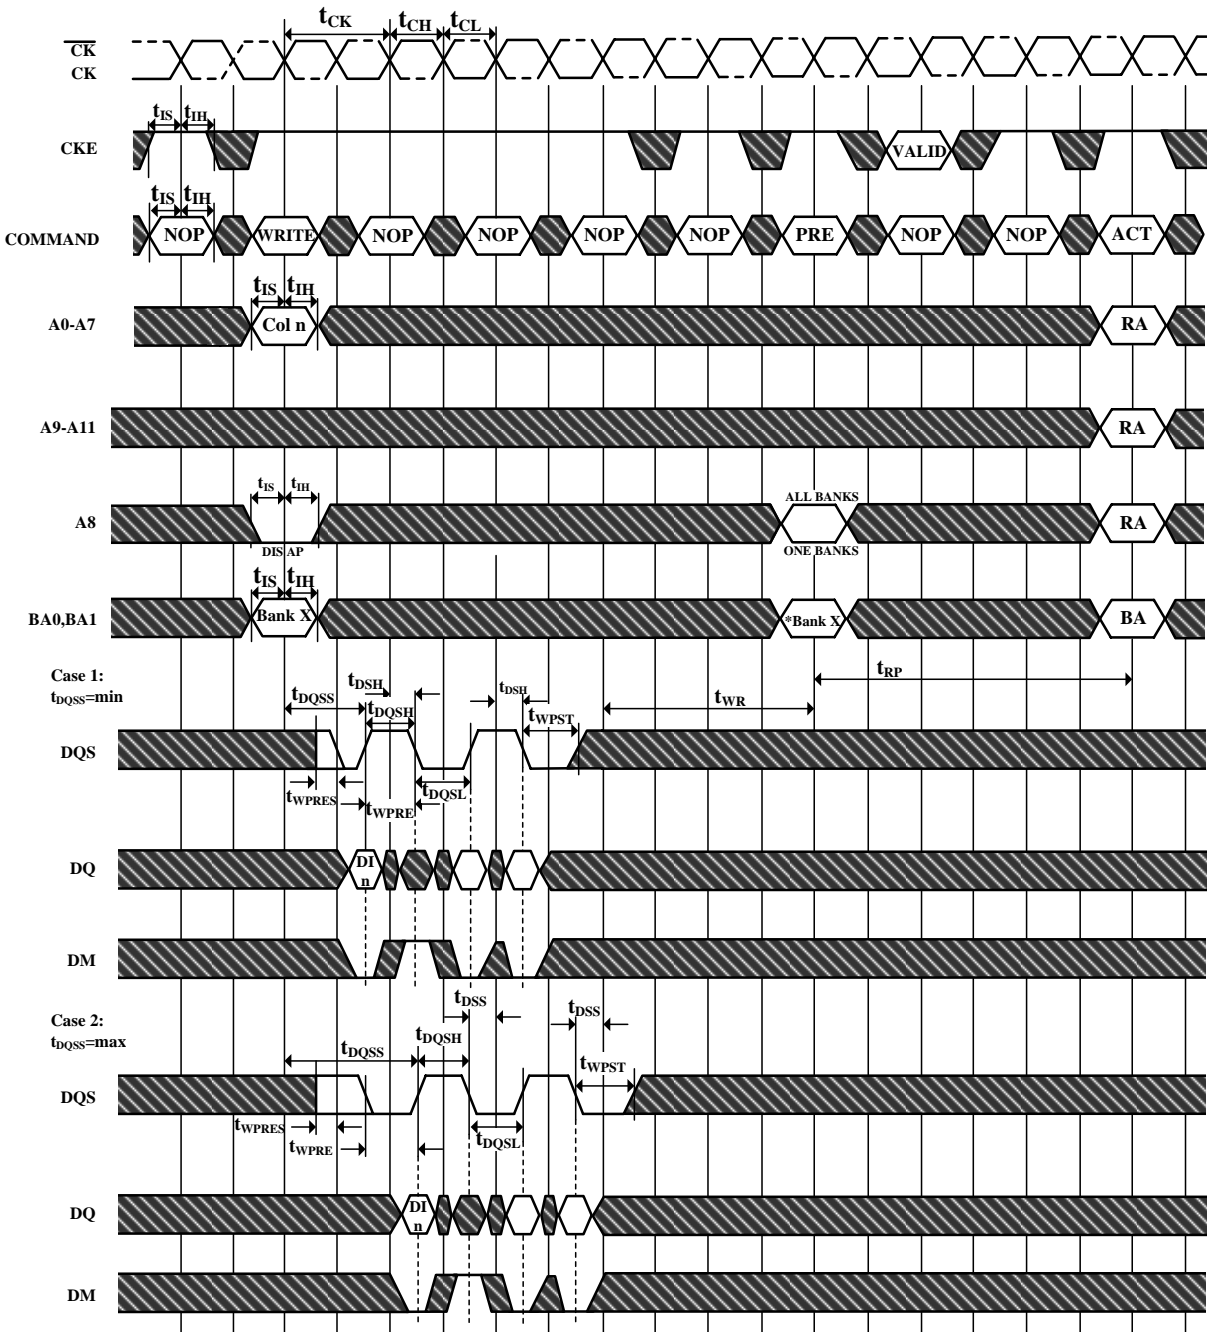 tCK tCH tCL
CK
CK
tIS tIH
CKE
VALID
tIS tIH
COMMAND NOP WRITE NOP NOP NOP NOP PRE NOP NOP ACT
tIS tIH
A0-A7 Col n RA
A9-A11 RA
tIS tIH ALL BANKS
A8 RA
DIS AP ONE BANKS
tIS tIH
BA0,BA1 Bank X *Bank X BA
Case 1:
tDQSS=min
tDQSS tDSH tDQSH tDSH tWPST tWR tRP
DQS
tWPRES tWPRE tDQSL
DQ DI
n
DM
Case 2:
tDQSS=max
tDSS tDSS
tDQSS tDQSH tWPST
DQS
tWPRES tWPRE tDQSL
DQ DI
n
DM